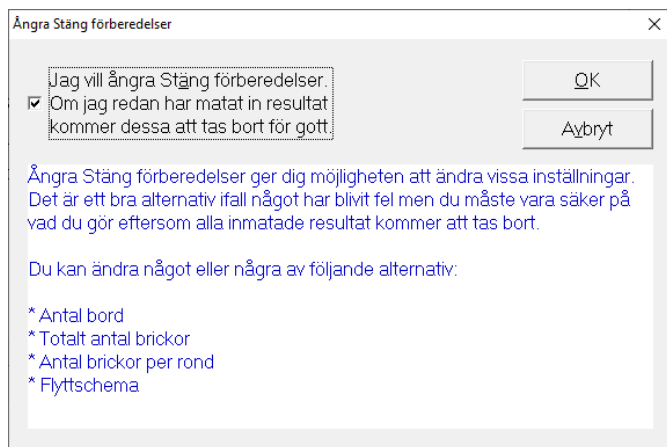 Ångra Stäng förberedelser
Jag vill ångra Stäng förberedelser.
Om jag redan har matat in resultat
kommer dessa att tas bort för gott.
OK
Avbryt
Ångra Stäng förberedelser ger dig möjligheten att ändra vissa inställningar.
Det är ett bra alternativ ifall något har blivit fel men du måste vara säker på
vad du gör eftersom alla inmatade resultat kommer att tas bort.
Du kan ändra något eller några av följande alternativ:
* Antal bord
* Totalt antal brickor
* Antal brickor per rond
* Flyttschema